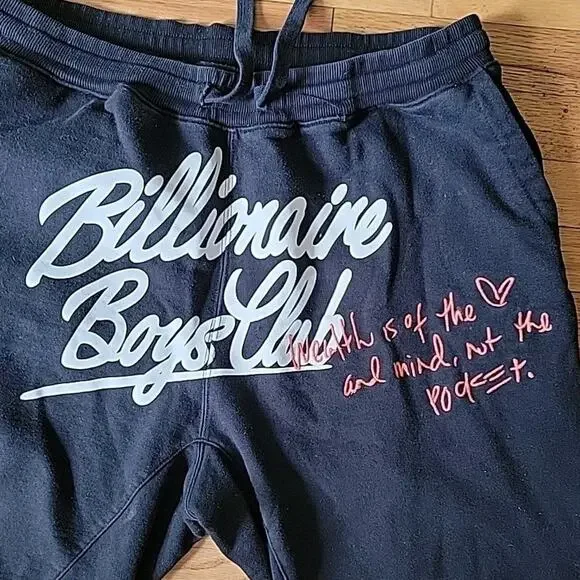 Billionaire
Boys Club
Wealth is of the ♡
and mind, not the
Pocket.